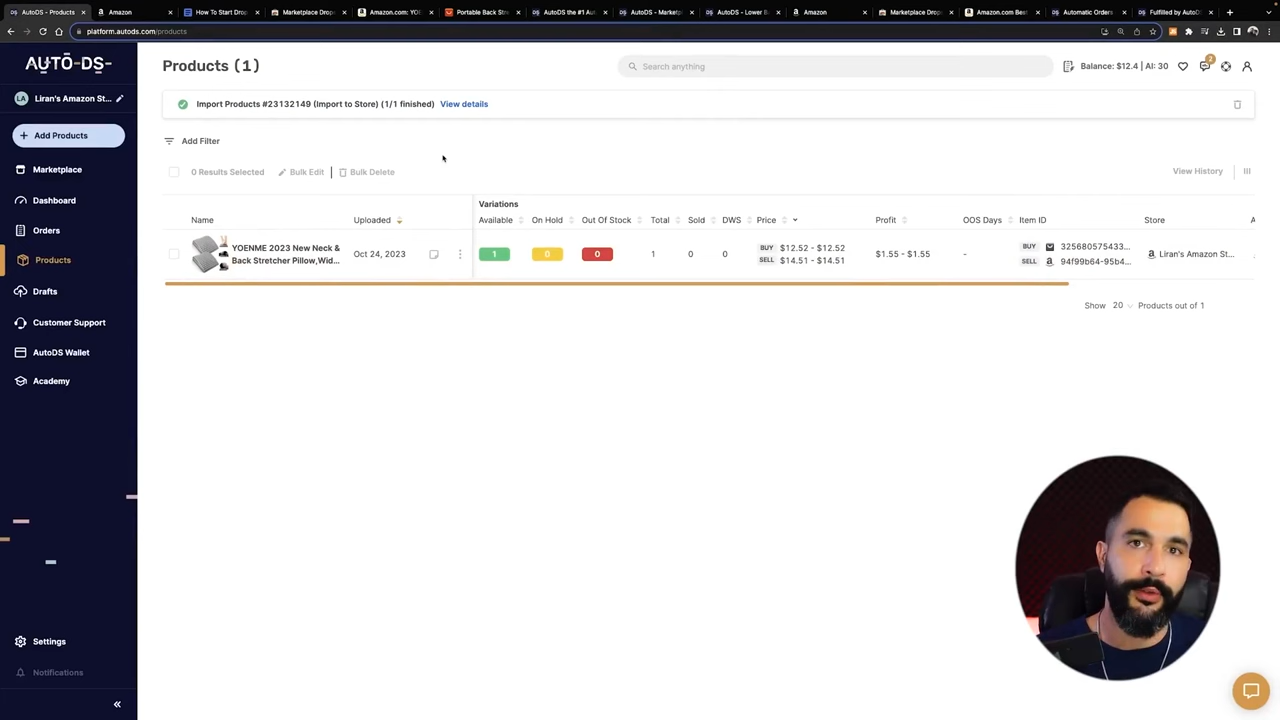 AutoDS - Products
Amazon
How To Start Drop
Marketplace Drop
Amazon.com: YOE
Portable Back Str
AutoDS the #1 Aut
AutoDS - Marketpl
AutoDS - Lower B
Amazon
Marketplace Drop
Amazon.com Best
Automatic Orders
Fulfilled by AutoD
platform.autods.com/products
AUTO-DS-
Products (1)
Search anything
Balance: $12.4 | AI: 30
2
LA
Liran's Amazon St...
Import Products #23132149 (Import to Store) (1/1 finished)
View details
+ Add Products
Add Filter
Marketplace
0 Results Selected
Bulk Edit
Bulk Delete
View History
Dashboard
Variations
Name
Uploaded
Available
On Hold
Out Of Stock
Total
Sold
DWS
Price
Profit
OOS Days
Item ID
Store
A
Orders
YOENME 2023 New Neck &
Back Stretcher Pillow,Wid...
Oct 24, 2023
1
0
0
1
0
0
BUY $12.52 - $12.52
SELL $14.51 - $14.51
$1.55 - $1.55
-
BUY 325680575433...
SELL 94f99b64-95b4...
Liran's Amazon St...
Products
Drafts
Show 20 Products out of 1
Customer Support
AutoDS Wallet
Academy
Settings
Notifications